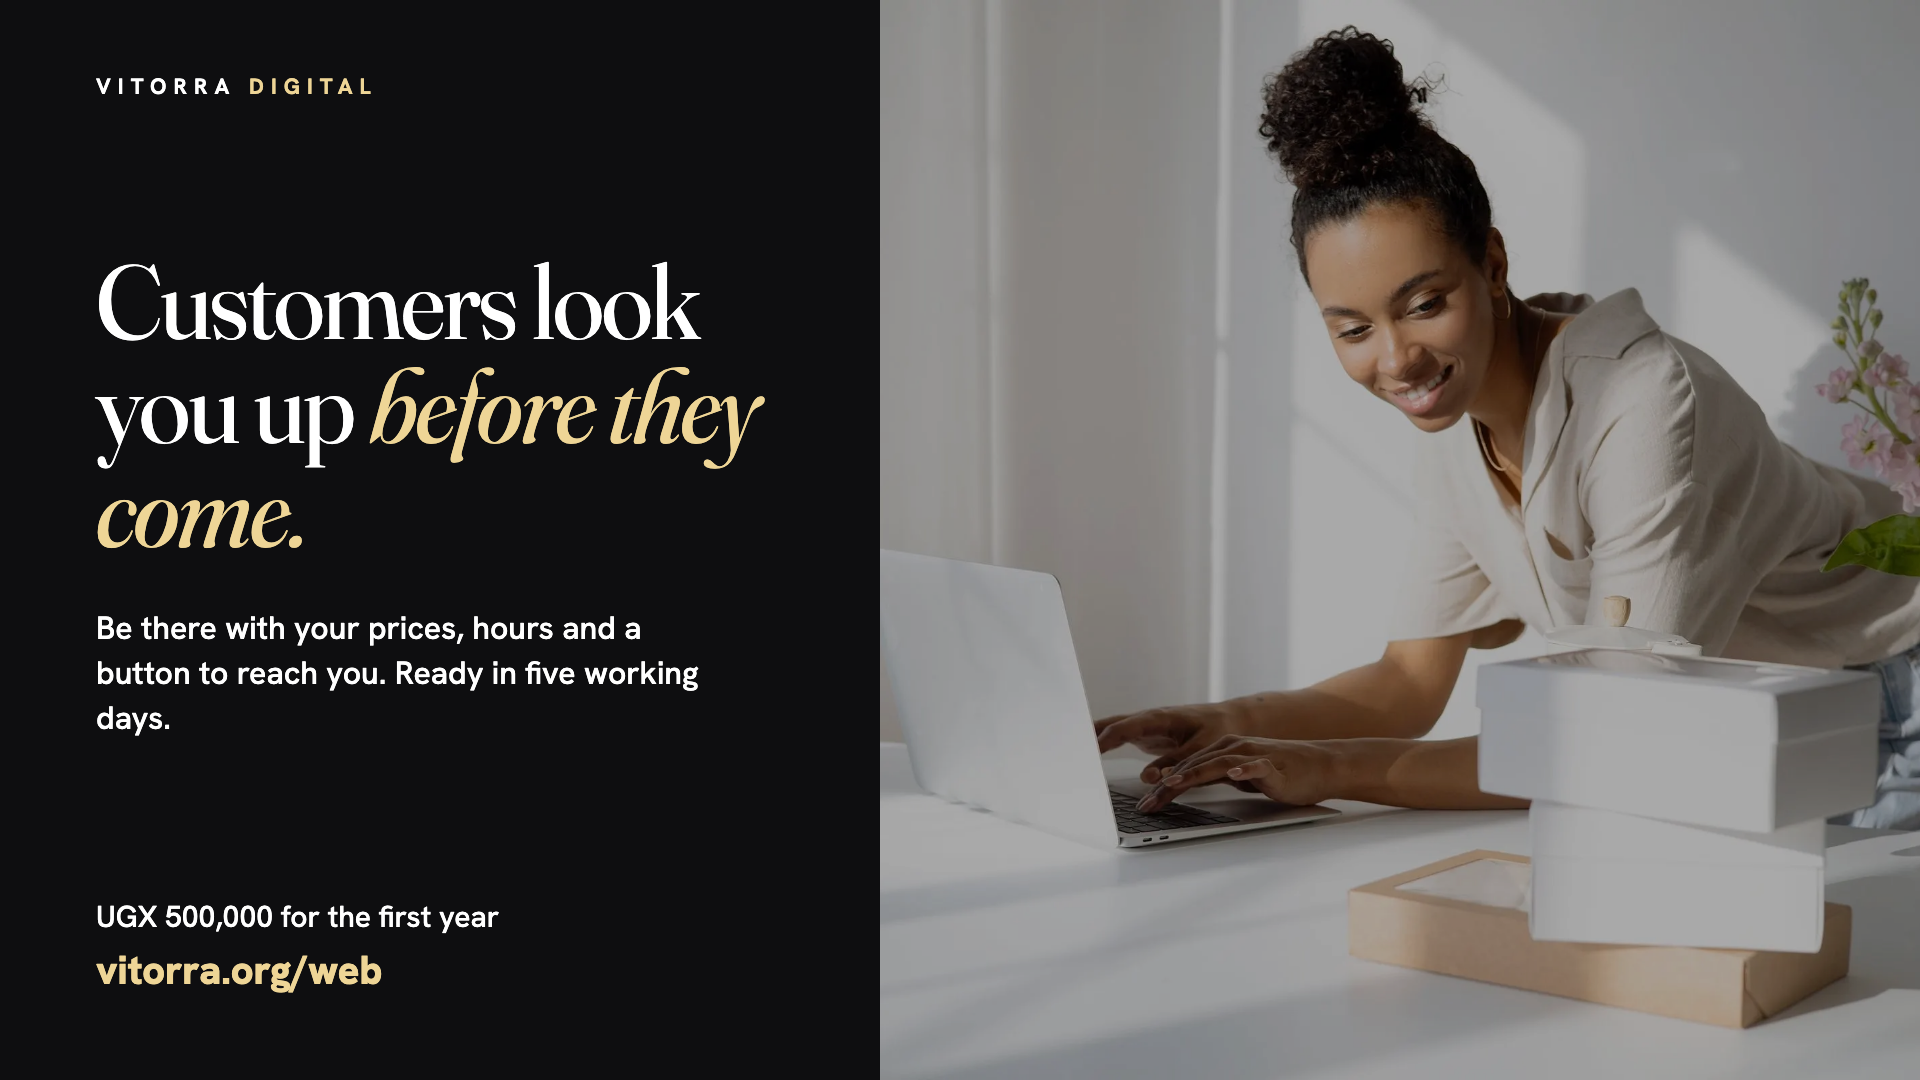 VITORRA DIGITAL
Customers look
you up before they
come.
Be there with your prices, hours and a
button to reach you. Ready in five working
days.
UGX 500,000 for the first year
vitorra.org/web